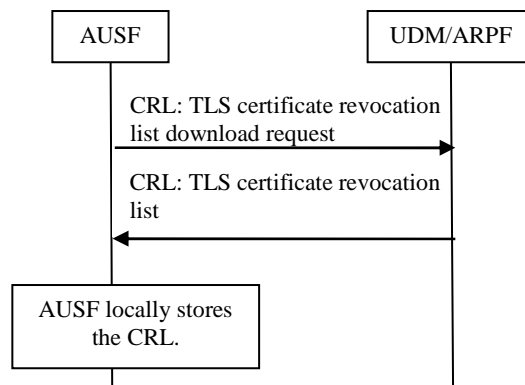 AUSF
UDM/ARPF
CRL: TLS certificate revocation
list download request
CRL: TLS certificate revocation
list
AUSF locally stores
the CRL.